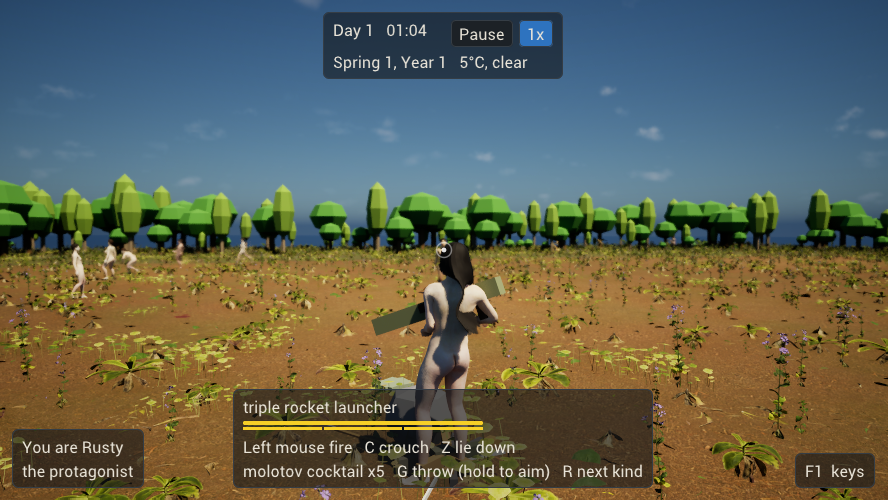 Day 1 01:04 Pause 1x
Spring 1, Year 1 5°C, clear
triple rocket launcher
Left mouse fire C crouch Z lie down
molotov cocktail x5 G throw (hold to aim) R next kind
You are Rusty
the protagonist
F1 keys